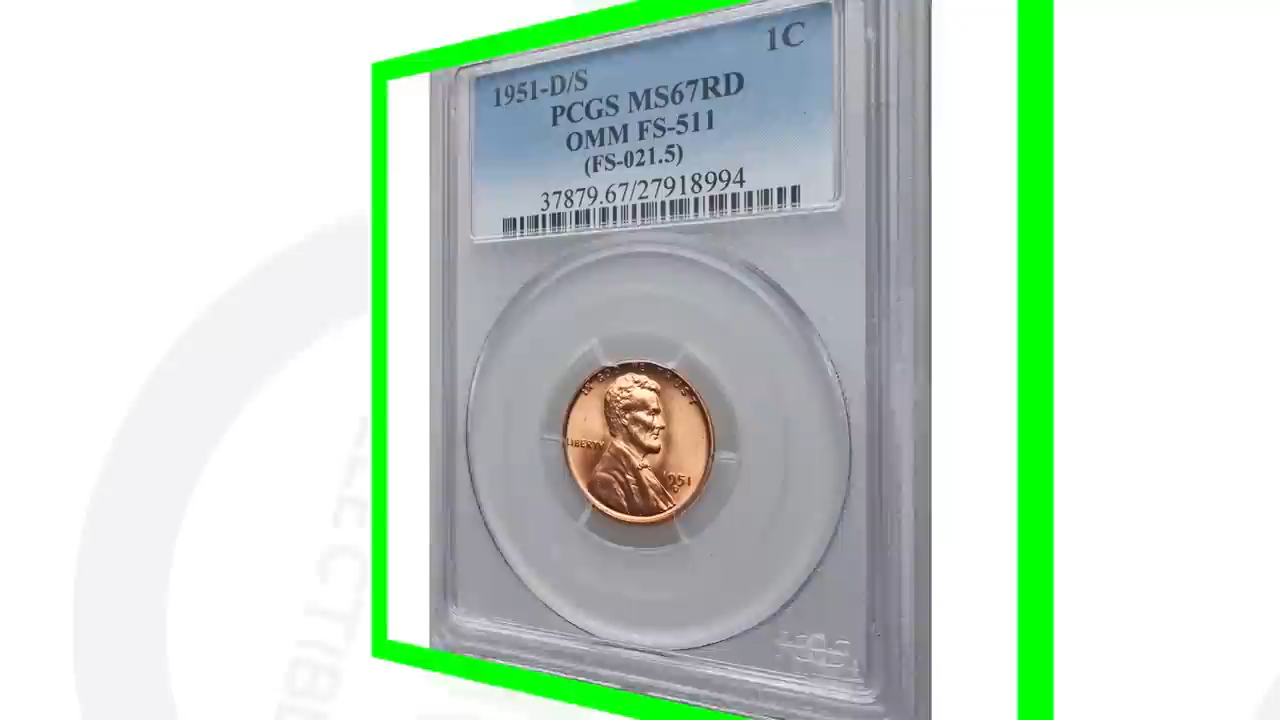 1C
1951-D/S
PCGS MS67RD
OMM FS-511
(FS-021.5)
37879.67/27918994
LIBERTY
1951
D